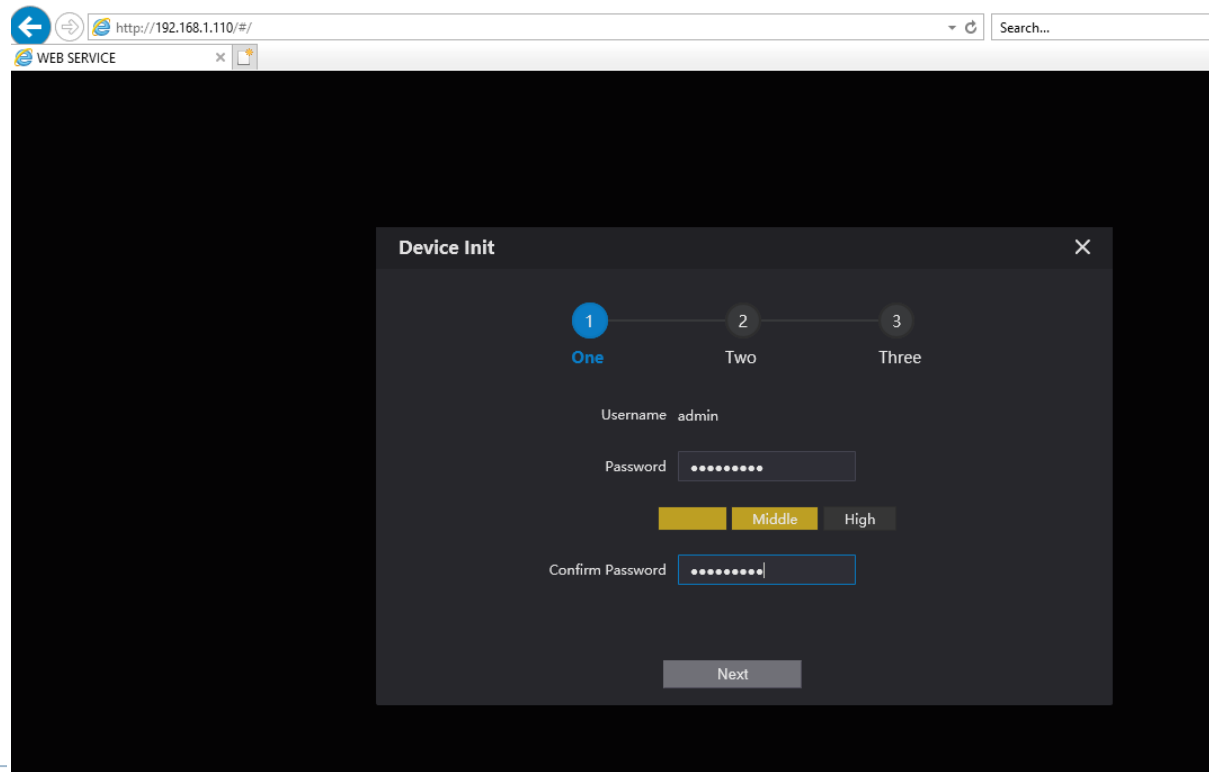 http://192.168.1.110/#/ Search...
WEB SERVICE
Device Init
1 2 3
One Two Three
Username admin
Password •••••••••
Middle High
Confirm Password •••••••••
Next